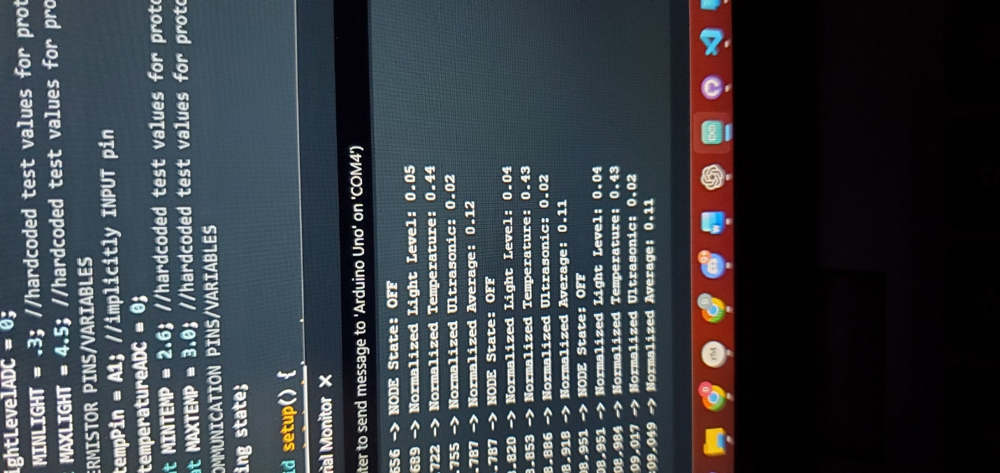 ightLevelADC = 0;
MINLIGHT = .3; //hardcoded test values for prot
MAXLIGHT = 4.5; //hardcoded test values for pro
ERMISTOR PINS/VARIABLES
tempPin = A1; //implicitly INPUT pin
temperatureADC = 0;
t MINTEMP = 2.6; //hardcoded test values for proto
at MAXTEMP = 3.0; //hardcoded test values for proto
OMMUNICATION PINS/VARIABLES
ing state;
id setup() {
ial Monitor ×
ter to send message to 'Arduino Uno' on 'COM4')
656 -> NODE State: OFF
689 -> Normalized Light Level: 0.05
.722 -> Normalized Temperature: 0.44
.755 -> Normalized Ultrasonic: 0.02
.787 -> Normalized Average: 0.12
.787 -> NODE State: OFF
.820 -> Normalized Light Level: 0.04
.853 -> Normalized Temperature: 0.43
8.886 -> Normalized Ultrasonic: 0.02
8.918 -> Normalized Average: 0.11
08.951 -> NODE State: OFF
08.951 -> Normalized Light Level: 0.04
08.984 -> Normalized Temperature: 0.43
09.017 -> Normalized Ultrasonic: 0.02
:09.049 -> Normalized Average: 0.11